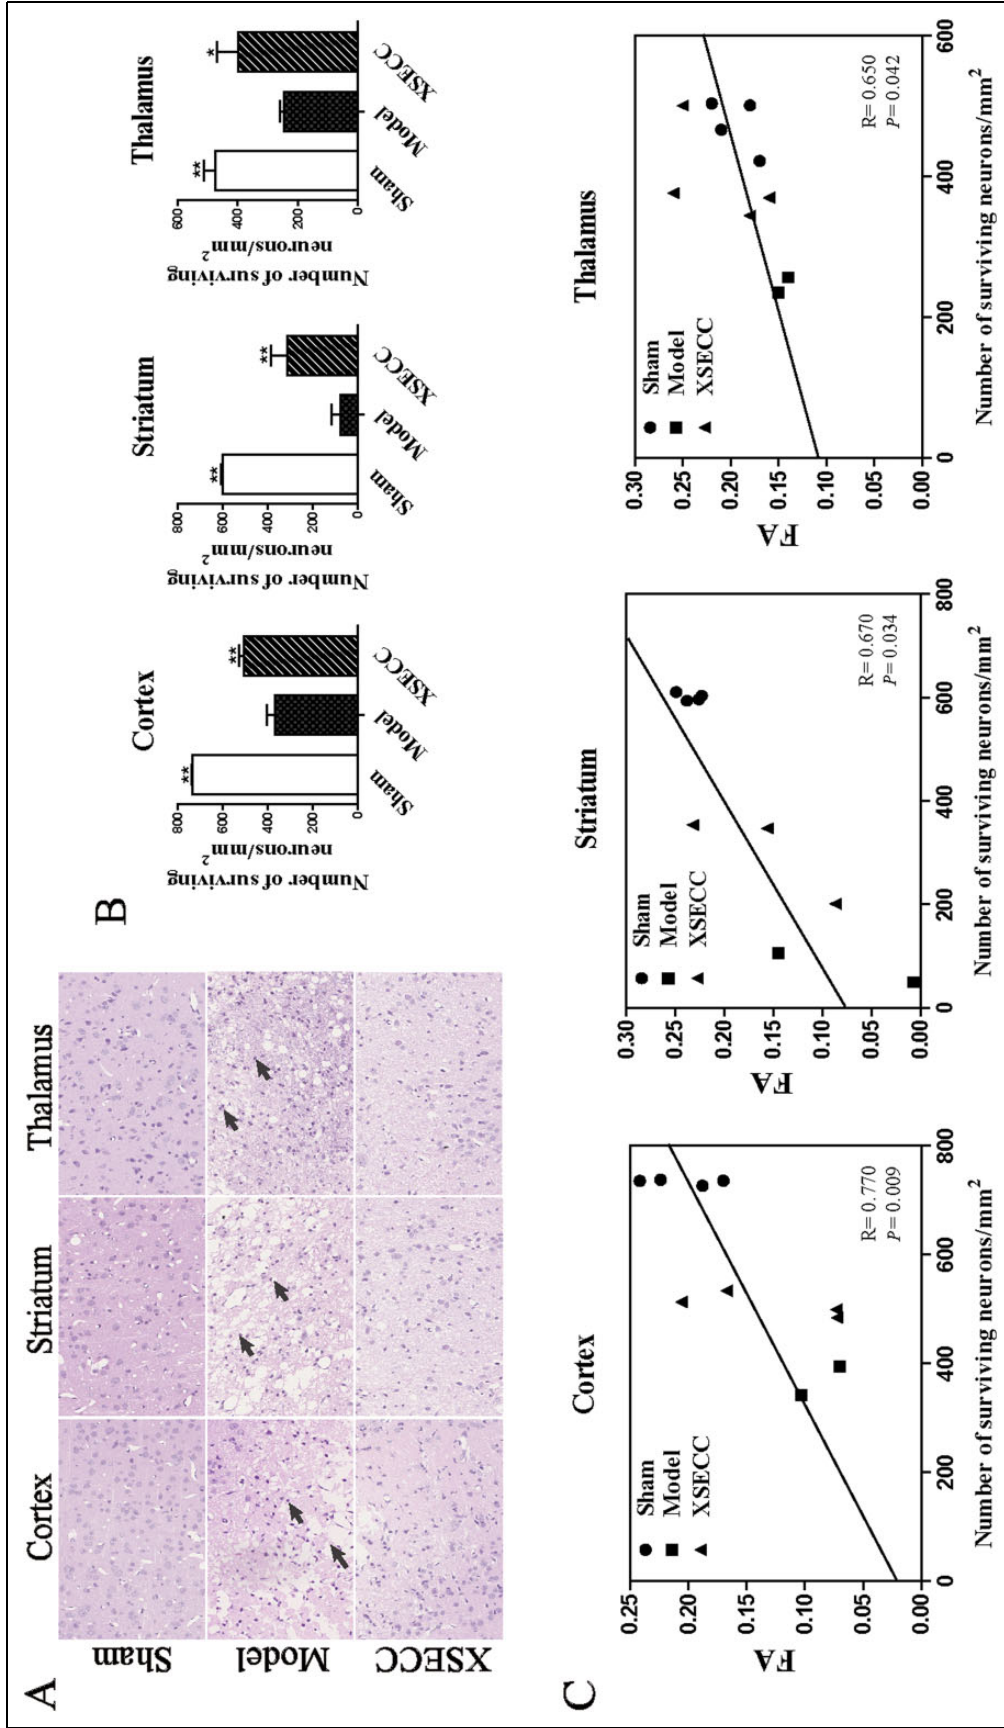 A
Cortex
Striatum
Thalamus
Sham
Model
XSECC
B
Cortex
Number of surviving
neurons/mm2
800
600
400
200
0
**
**
Sham
Model
XSECC
Striatum
Number of surviving
neurons/mm2
800
600
400
200
0
**
**
Sham
Model
XSECC
Thalamus
Number of surviving
neurons/mm2
600
400
200
0
**
*
Sham
Model
XSECC
C
Cortex
FA
0.25
0.20
0.15
0.10
0.05
0.00
Sham
Model
XSECC
R= 0.770
P= 0.009
0 200 400 600 800
Number of surviving neurons/mm2
Striatum
FA
0.30
0.25
0.20
0.15
0.10
0.05
0.00
Sham
Model
XSECC
R= 0.670
P= 0.034
0 200 400 600 800
Number of surviving neurons/mm2
Thalamus
FA
0.30
0.25
0.20
0.15
0.10
0.05
0.00
Sham
Model
XSECC
R= 0.650
P= 0.042
0 200 400 600
Number of surviving neurons/mm2